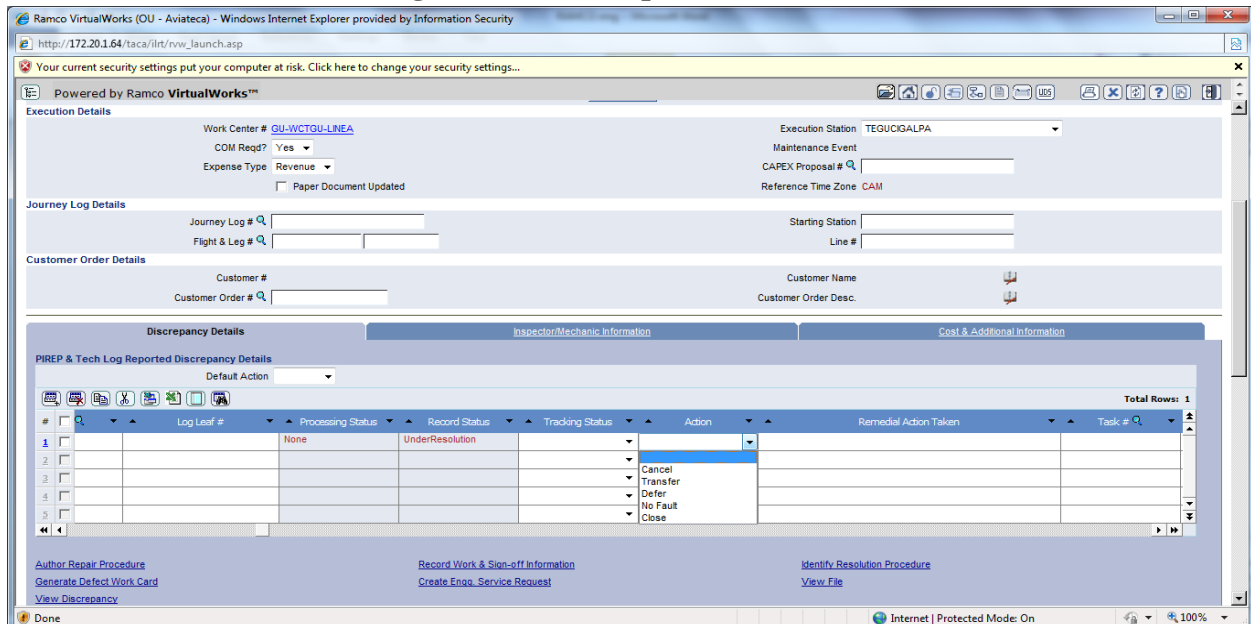 Ramco VirtualWorks (OU - Aviateca) - Windows Internet Explorer provided by Information Security
http://172.20.1.64/taca/ilrt/rvw_launch.asp
Your current security settings put your computer at risk. Click here to change your security settings...
Powered by Ramco VirtualWorks™ UDS
Execution Details
Work Center # GU-WCTGU-LINEA Execution Station TEGUCIGALPA
COM Reqd? Yes Maintenance Event
Expense Type Revenue CAPEX Proposal #
Paper Document Updated Reference Time Zone CAM
Journey Log Details
Journey Log # Starting Station
Flight & Leg # Line #
Customer Order Details
Customer # Customer Name
Customer Order # Customer Order Desc.
Discrepancy Details Inspector/Mechanic Information Cost & Additional Information
PIREP & Tech Log Reported Discrepancy Details
Default Action
Total Rows: 1
# Log Leaf # Processing Status Record Status Tracking Status Action Remedial Action Taken Task #
1 None UnderResolution
2
Cancel
3 Transfer
4 Defer
No Fault
5 Close
Author Repair Procedure Record Work & Sign-off Information Identify Resolution Procedure
Generate Defect Work Card Create Engg. Service Request View File
View Discrepancy
Done Internet | Protected Mode: On 100%